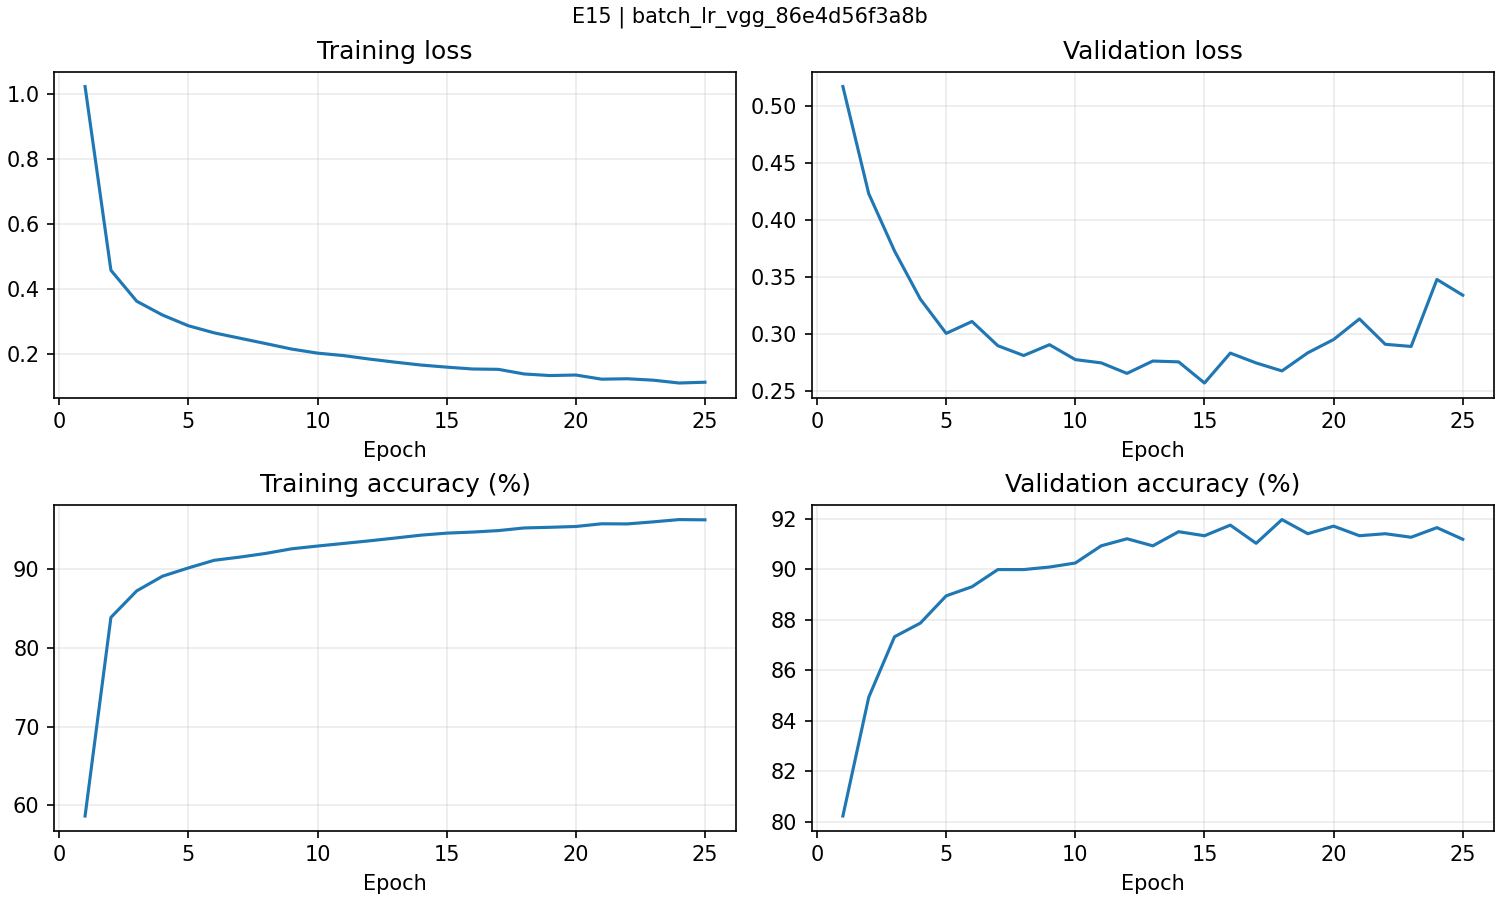 E15 | batch_lr_vgg_86e4d56f3a8b
Training loss
1.0
0.8
0.6
0.4
0.2
0 5 10 15 20 25
Epoch
Validation loss
0.50
0.45
0.40
0.35
0.30
0.25
0 5 10 15 20 25
Epoch
Training accuracy (%)
90
80
70
60
0 5 10 15 20 25
Epoch
Validation accuracy (%)
92
90
88
86
84
82
80
0 5 10 15 20 25
Epoch